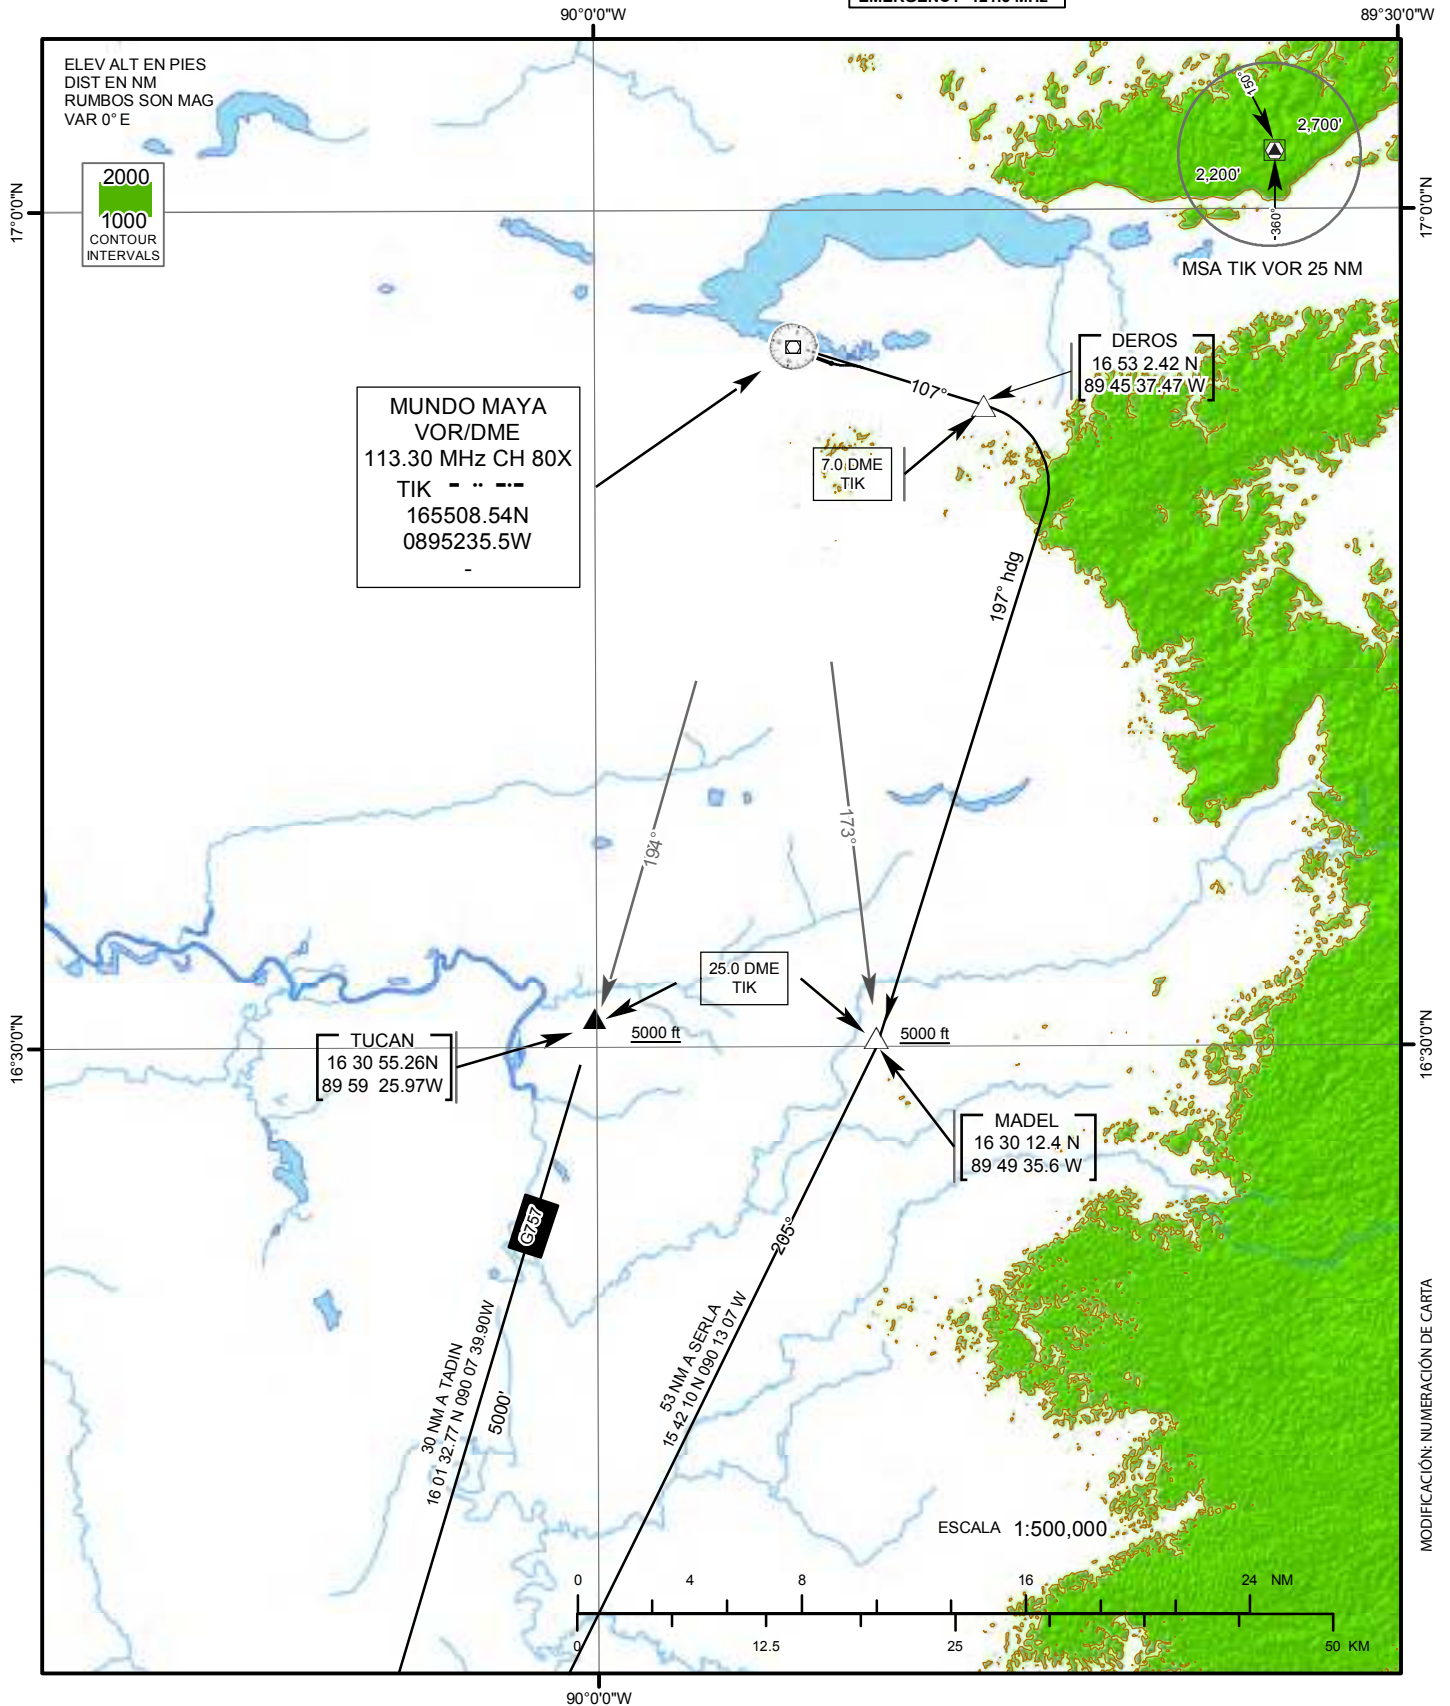 90°0'0"W
89°30'0"W
ELEV ALT EN PIES
DIST EN NM
RUMBOS SON MAG
VAR 0° E
2000
1000
CONTOUR
INTERVALS
17°0'0"N
17°0'0"N
150°
2,700'
2,200'
360°
MSA TIK VOR 25 NM
DEROS
16 53 2.42 N
89 45 37.47 W
107°
7.0 DME
TIK
MUNDO MAYA
VOR/DME
113.30 MHz CH 80X
TIK
165508.54N
0895235.5W
-
197° hdg
194°
173°
25.0 DME
TIK
5000 ft
5000 ft
TUCAN
16 30 55.26N
89 59 25.97W
16°30'0"N
16°30'0"N
MADEL
16 30 12.4 N
89 49 35.6 W
G757
205°
30 NM A TADIN
16 01 32.77 N 090 07 39.90W
5000'
53 NM A SERLA
15 42 10 N 090 13 07 W
ESCALA 1:500,000
0 4 8 16 24 NM
0 12.5 25 50 KM
90°0'0"W
MODIFICACIÓN: NUMERACIÓN DE CARTA